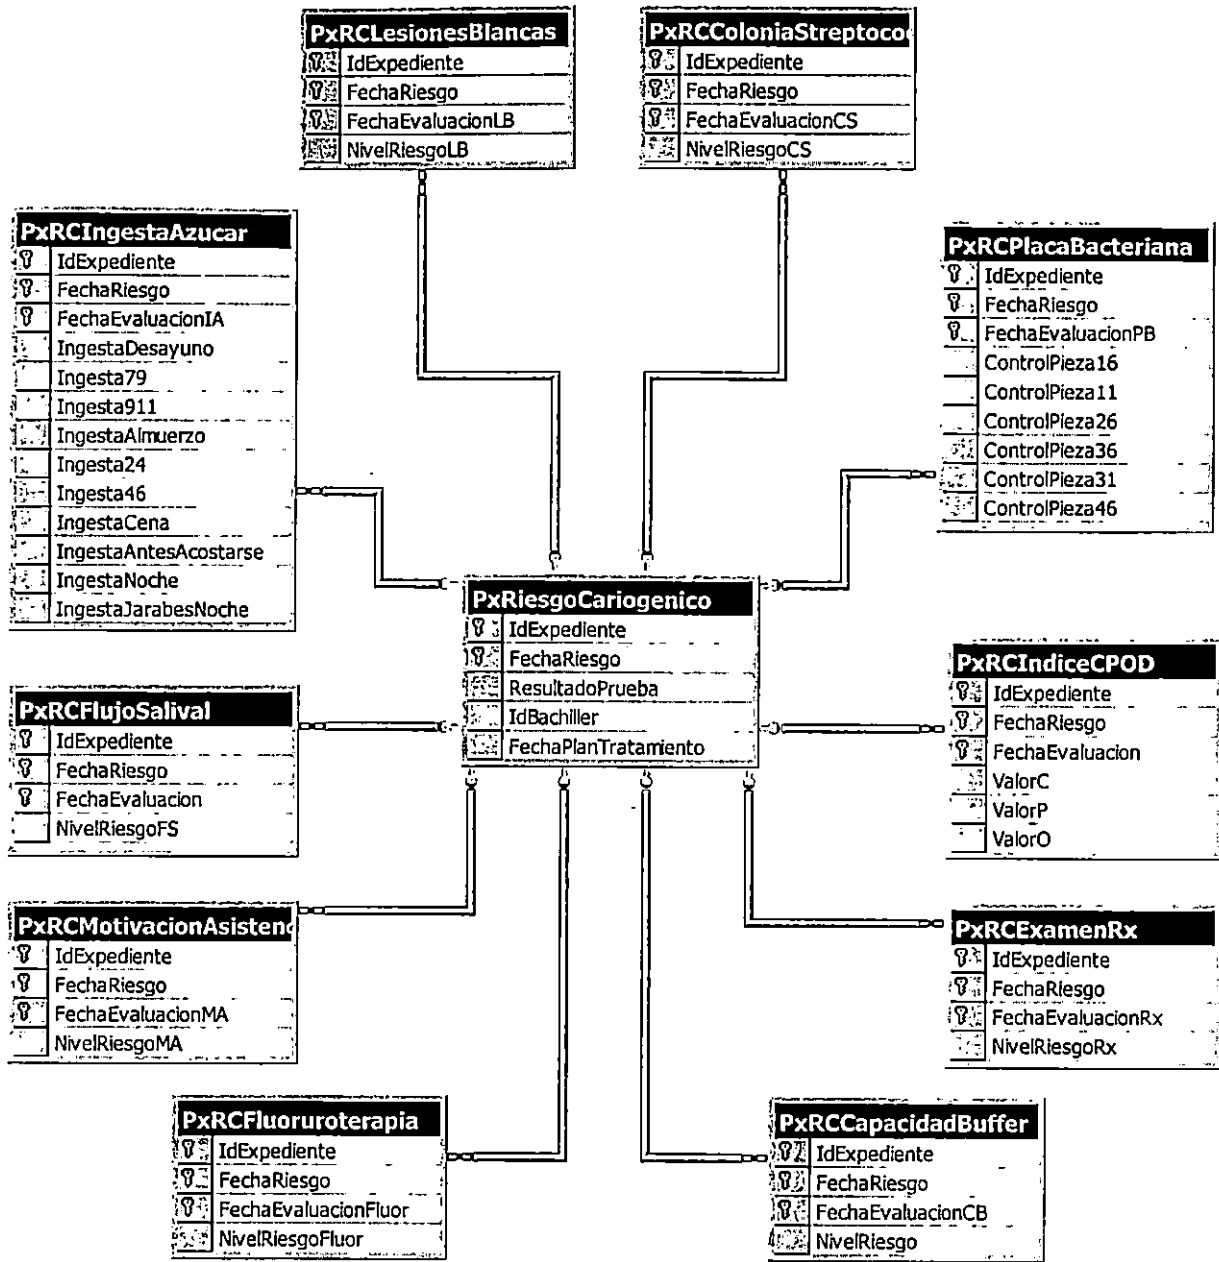 PxRCLesionesBlancas
IdExpediente
FechaRiesgo
FechaEvaluacionLB
NivelRiesgoLB
PxRCColoniaStreptococ
IdExpediente
FechaRiesgo
FechaEvaluacionCS
NivelRiesgoCS
PxRCIngestaAzucar
IdExpediente
FechaRiesgo
FechaEvaluacionIA
IngestaDesayuno
Ingesta79
Ingesta911
IngestaAlmuerzo
Ingesta24
Ingesta46
IngestaCena
IngestaAntesAcostarse
IngestaNoche
IngestaJarabesNoche
PxRCPlacaBacteriana
IdExpediente
FechaRiesgo
FechaEvaluacionPB
ControlPieza16
ControlPieza11
ControlPieza26
ControlPieza36
ControlPieza31
ControlPieza46
PxRiesgoCariogenico
IdExpediente
FechaRiesgo
ResultadoPrueba
IdBachiller
FechaPlanTratamiento
PxRCFlujoSalival
IdExpediente
FechaRiesgo
FechaEvaluacion
NivelRiesgoFS
PxRCIndiceCPOD
IdExpediente
FechaRiesgo
FechaEvaluacion
ValorC
ValorP
ValorO
PxRCMotivacionAsistenc
IdExpediente
FechaRiesgo
FechaEvaluacionMA
NivelRiesgoMA
PxRCExamenRx
IdExpediente
FechaRiesgo
FechaEvaluacionRx
NivelRiesgoRx
PxRCFluoruroterapia
IdExpediente
FechaRiesgo
FechaEvaluacionFluor
NivelRiesgoFluor
PxRCCapacidadBuffer
IdExpediente
FechaRiesgo
FechaEvaluacionCB
NivelRiesgo